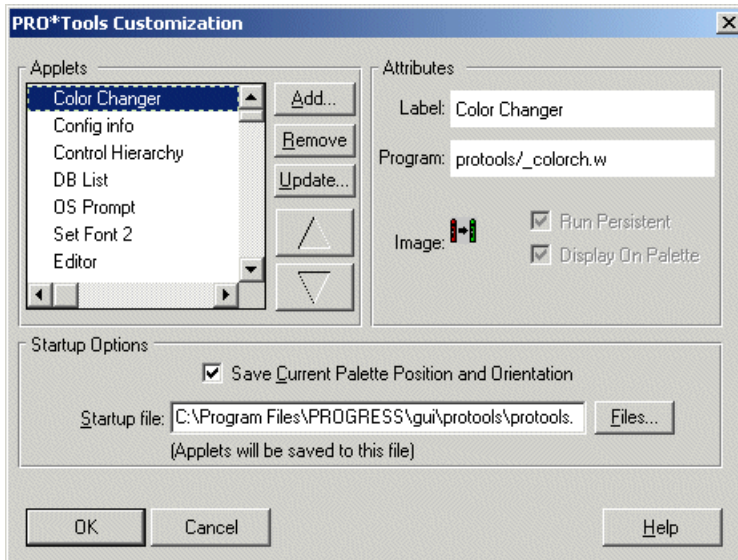 PRO*Tools Customization
Applets
Color Changer
Config info
Control Hierarchy
DB List
OS Prompt
Set Font 2
Editor
Add...
Remove
Update...
Attributes
Label: Color Changer
Program: protools/_colorch.w
Image:
Run Persistent
Display On Palette
Startup Options
Save Current Palette Position and Orientation
Startup file: C:\Program Files\PROGRESS\gui\protools\protools. Files...
(Applets will be saved to this file)
OK Cancel Help